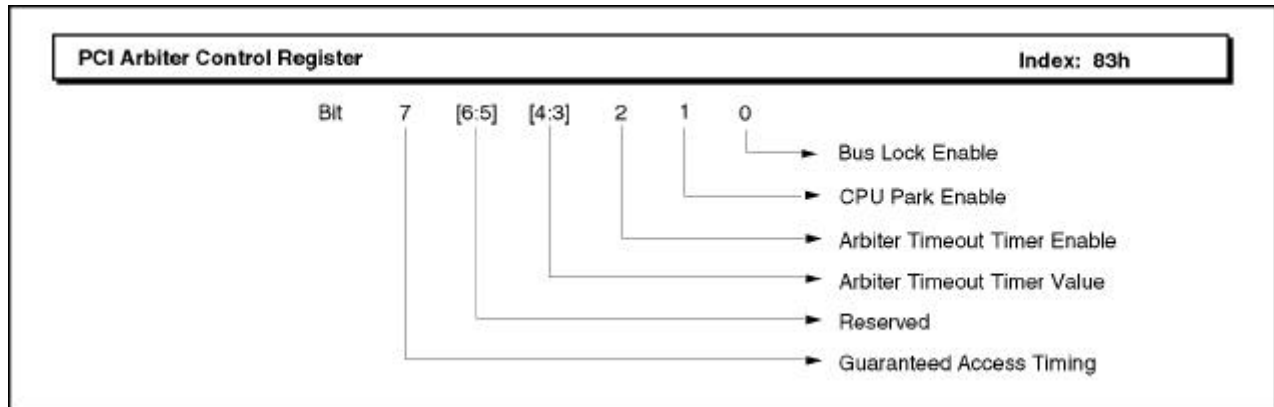 PCI Arbiter Control Register Index: 83h
Bit 7 [6:5] [4:3] 2 1 0
Bus Lock Enable
CPU Park Enable
Arbiter Timeout Timer Enable
Arbiter Timeout Timer Value
Reserved
Guaranteed Access Timing